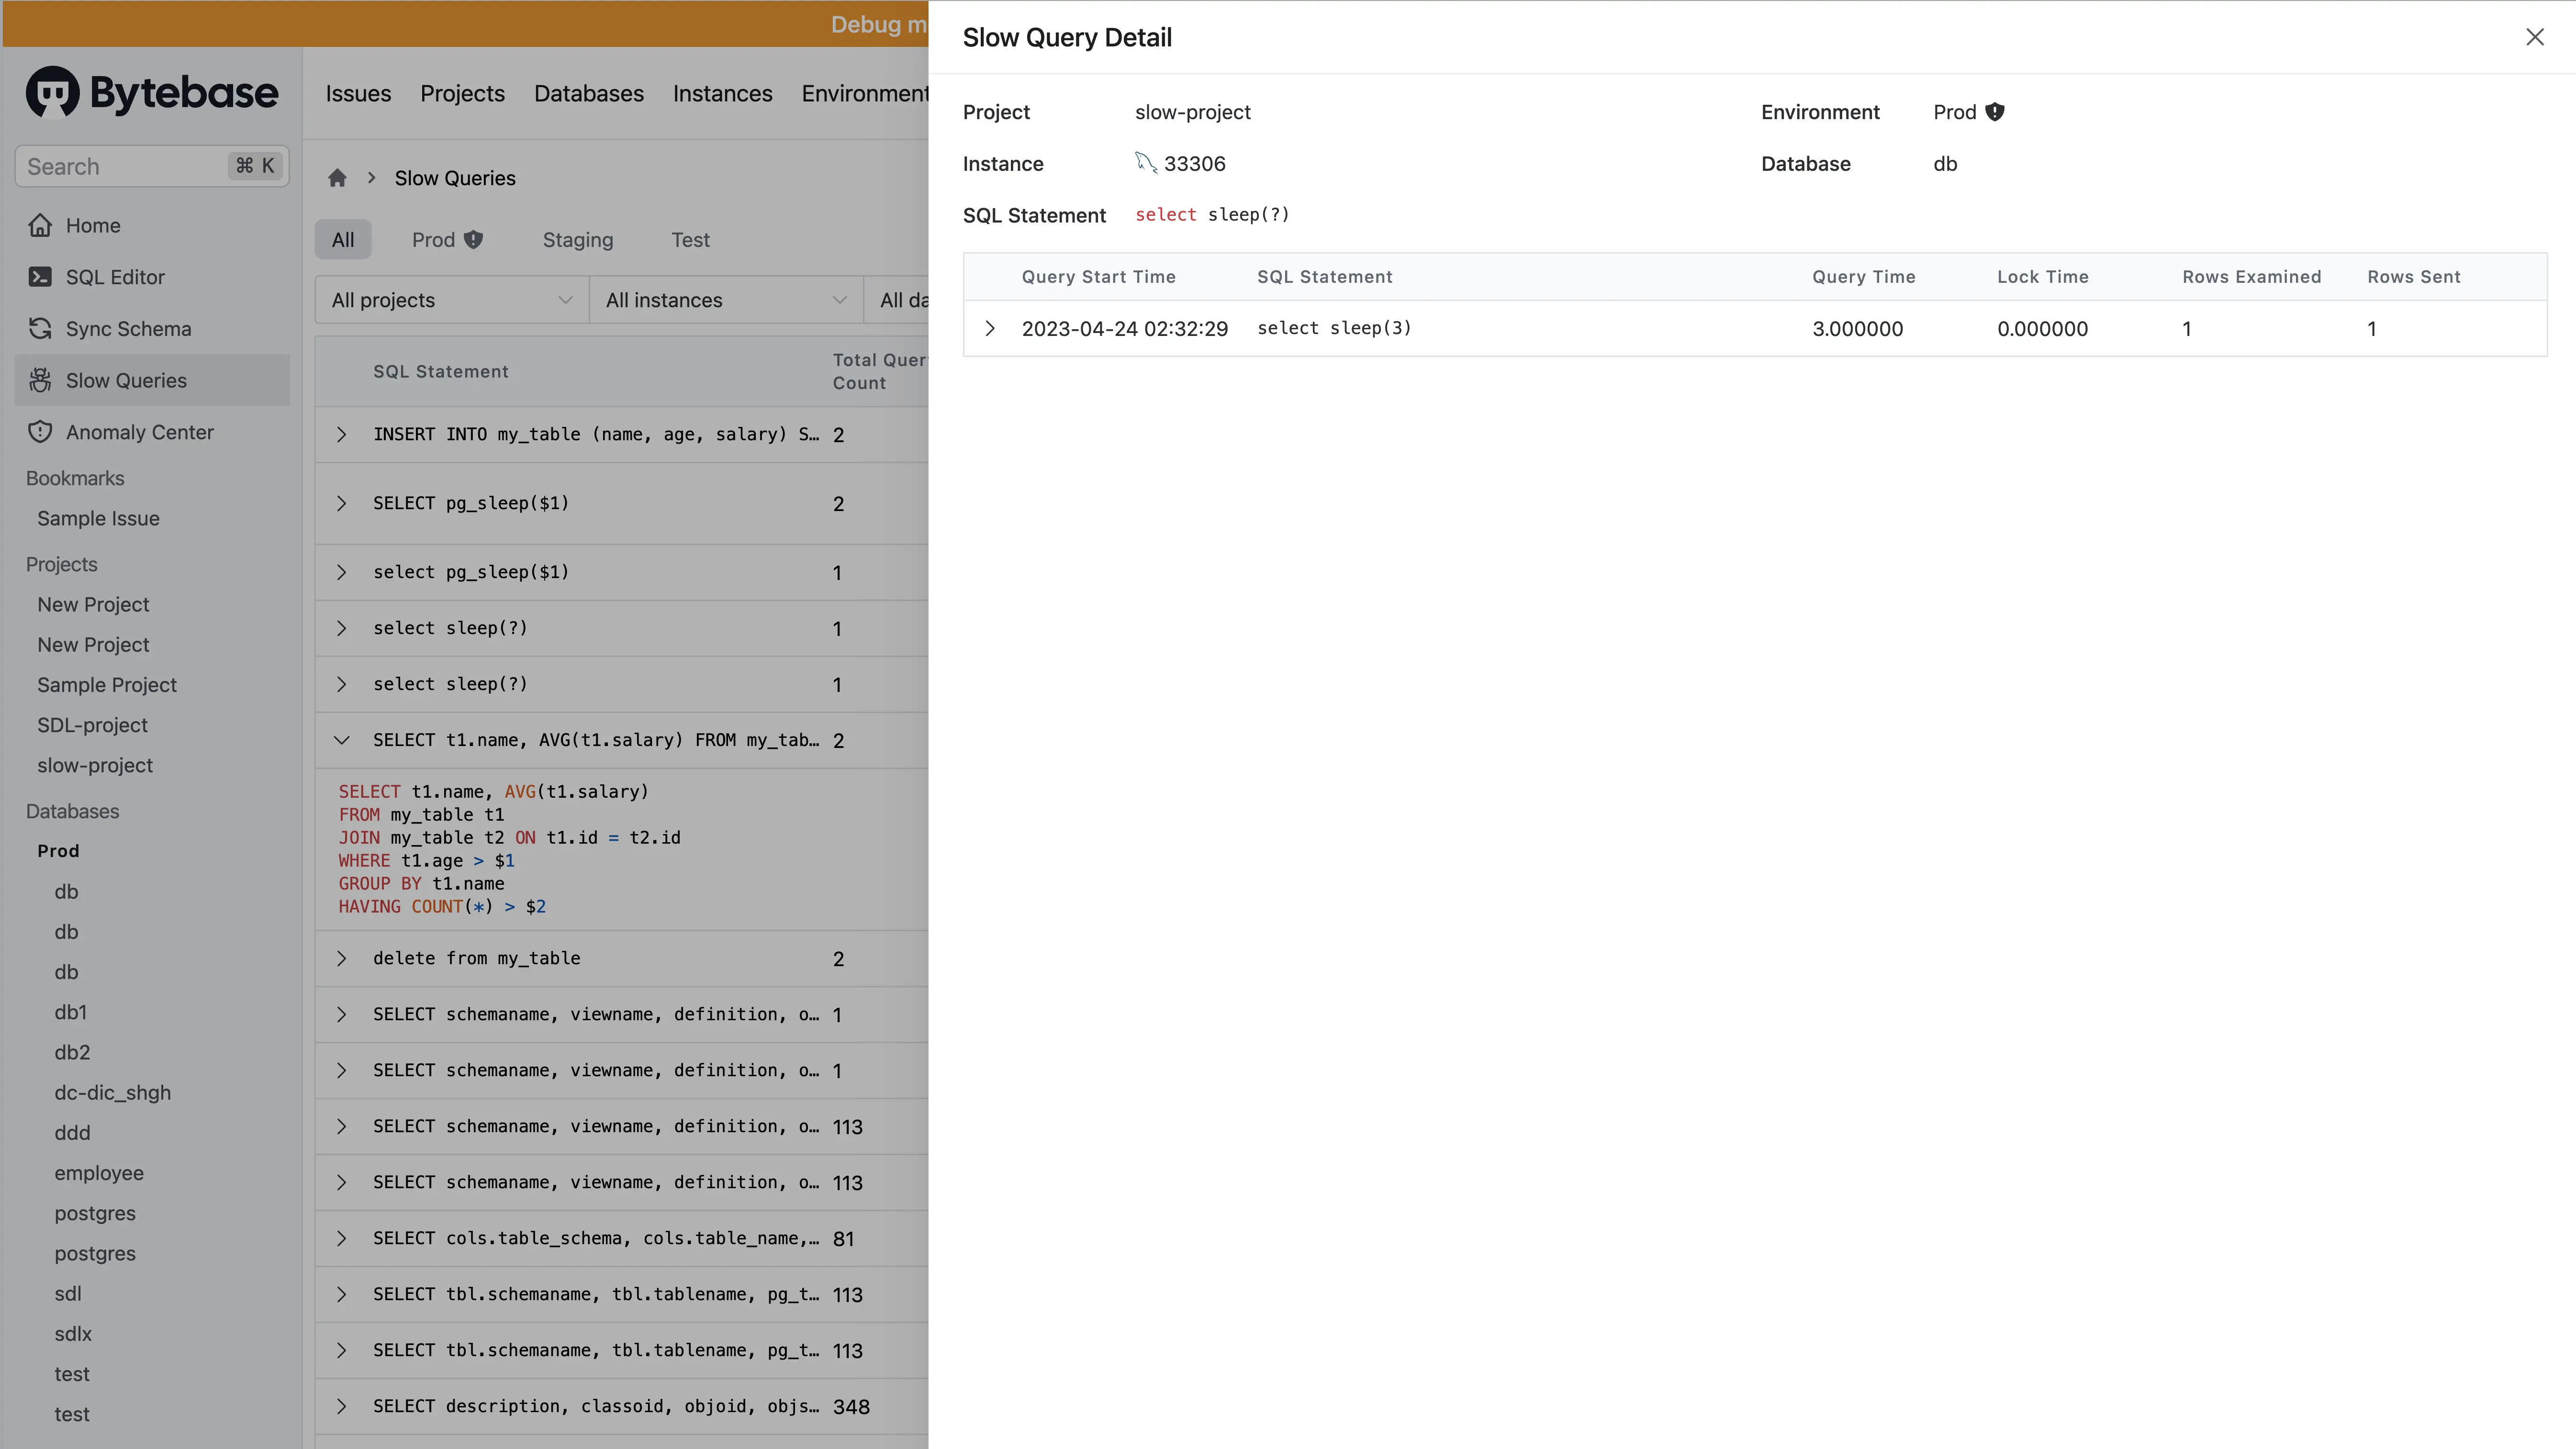 Debug m
Bytebase
Search ⌘ K
Home
SQL Editor
Sync Schema
Slow Queries
Anomaly Center
Bookmarks
Sample Issue
Projects
New Project
New Project
Sample Project
SDL-project
slow-project
Databases
Prod
db
db
db
db1
db2
dc-dic_shgh
ddd
employee
postgres
postgres
sdl
sdlx
test
test
Issues Projects Databases Instances Environment
Slow Queries
All Prod Staging Test
All projects All instances All da
SQL Statement Total Quer
Count
INSERT INTO my_table (name, age, salary) S… 2
SELECT pg_sleep($1) 2
select pg_sleep($1) 1
select sleep(?) 1
select sleep(?) 1
SELECT t1.name, AVG(t1.salary) FROM my_tab… 2
SELECT t1.name, AVG(t1.salary)
FROM my_table t1
JOIN my_table t2 ON t1.id = t2.id
WHERE t1.age > $1
GROUP BY t1.name
HAVING COUNT(*) > $2
delete from my_table 2
SELECT schemaname, viewname, definition, o… 1
SELECT schemaname, viewname, definition, o… 1
SELECT schemaname, viewname, definition, o… 113
SELECT schemaname, viewname, definition, o… 113
SELECT cols.table_schema, cols.table_name,… 81
SELECT tbl.schemaname, tbl.tablename, pg_t… 113
SELECT tbl.schemaname, tbl.tablename, pg_t… 113
SELECT description, classoid, objoid, objs… 348
Slow Query Detail
Project slow-project Environment Prod
Instance 33306 Database db
SQL Statement select sleep(?)
Query Start Time SQL Statement Query Time Lock Time Rows Examined Rows Sent
2023-04-24 02:32:29 select sleep(3) 3.000000 0.000000 1 1